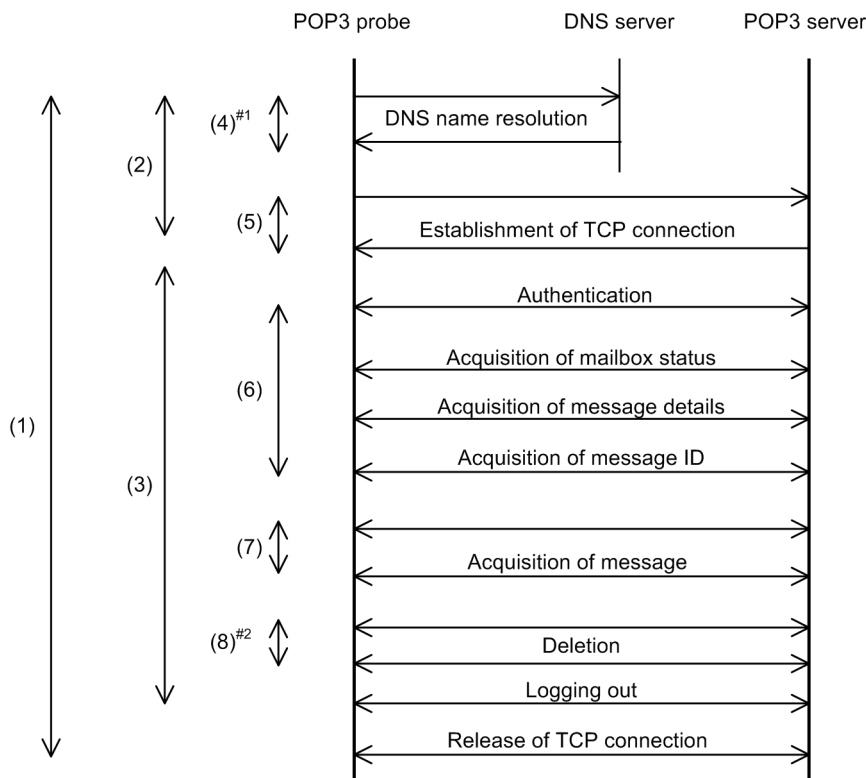 POP3 probe DNS server POP3 server
(4)#1 DNS name resolution
(2)
(5) Establishment of TCP connection
Authentication
Acquisition of mailbox status
(6)
Acquisition of message details
(1)
Acquisition of message ID
(3)
(7) Acquisition of message
(8)#2 Deletion
Logging out
Release of TCP connection